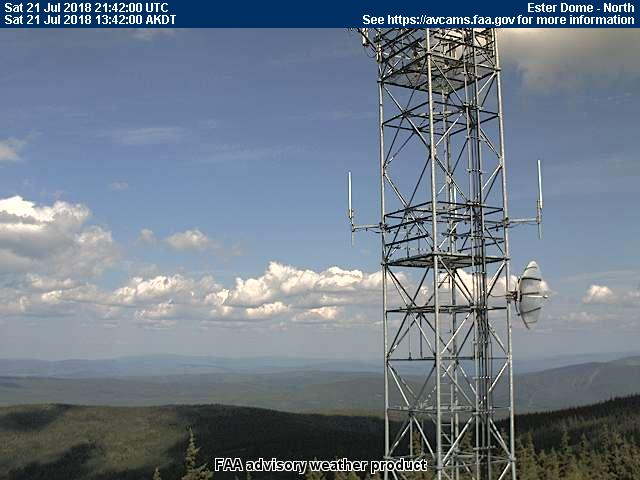 Sat 21 Jul 2018 21:42:00 UTC
Ester Dome - North
Sat 21 Jul 2018 13:42:00 AKDT
See https://avcams.faa.gov for more information
FAA advisory weather product